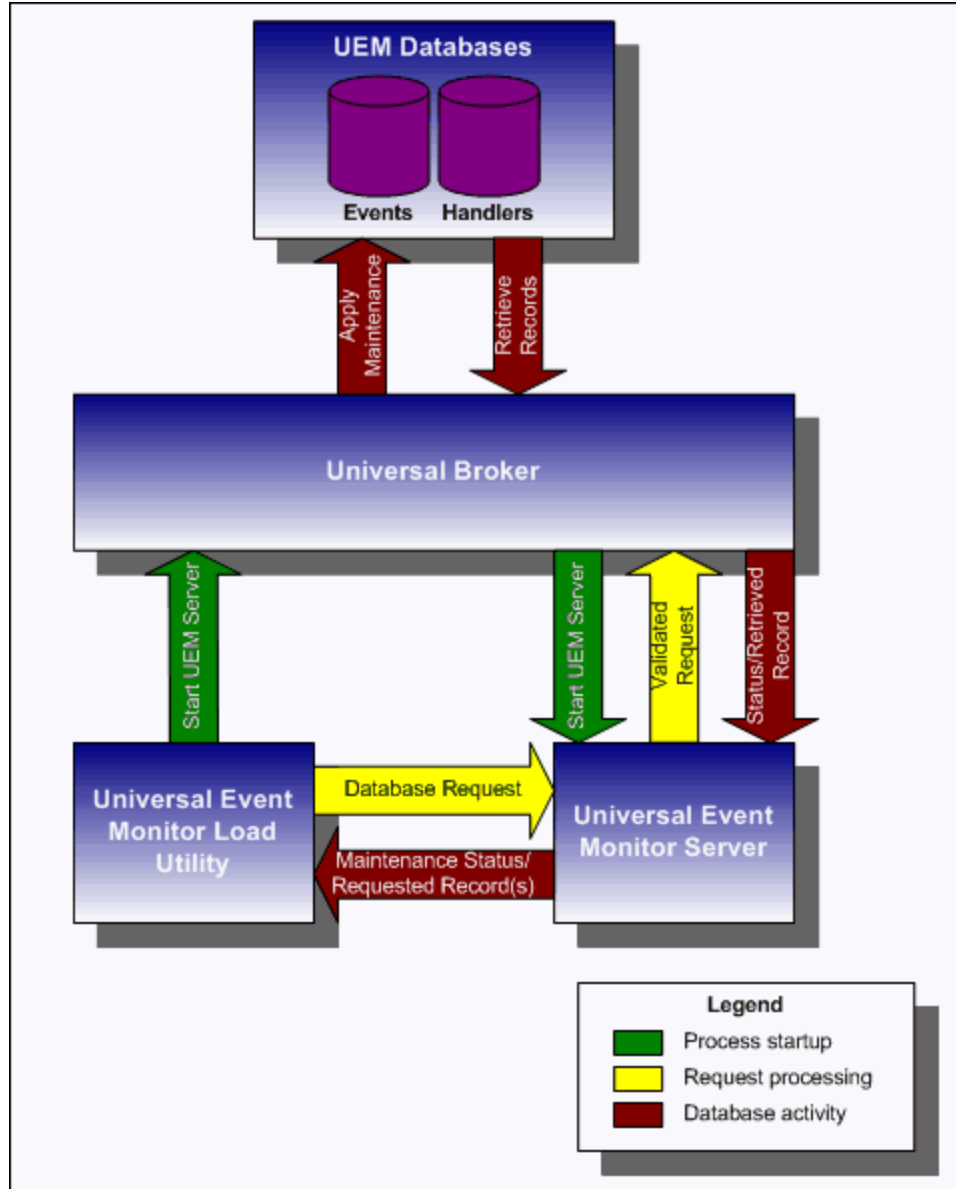 UEM Databases
Events
Handlers
Apply
Maintenance
Retrieve
Records
Universal Broker
Start UEM Server
Start UEM Server
Validated
Request
Status/Retrieved
Record
Universal Event
Monitor Load
Utility
Database Request
Maintenance Status/
Requested Record(s)
Universal Event
Monitor Server
Legend
Process startup
Request processing
Database activity